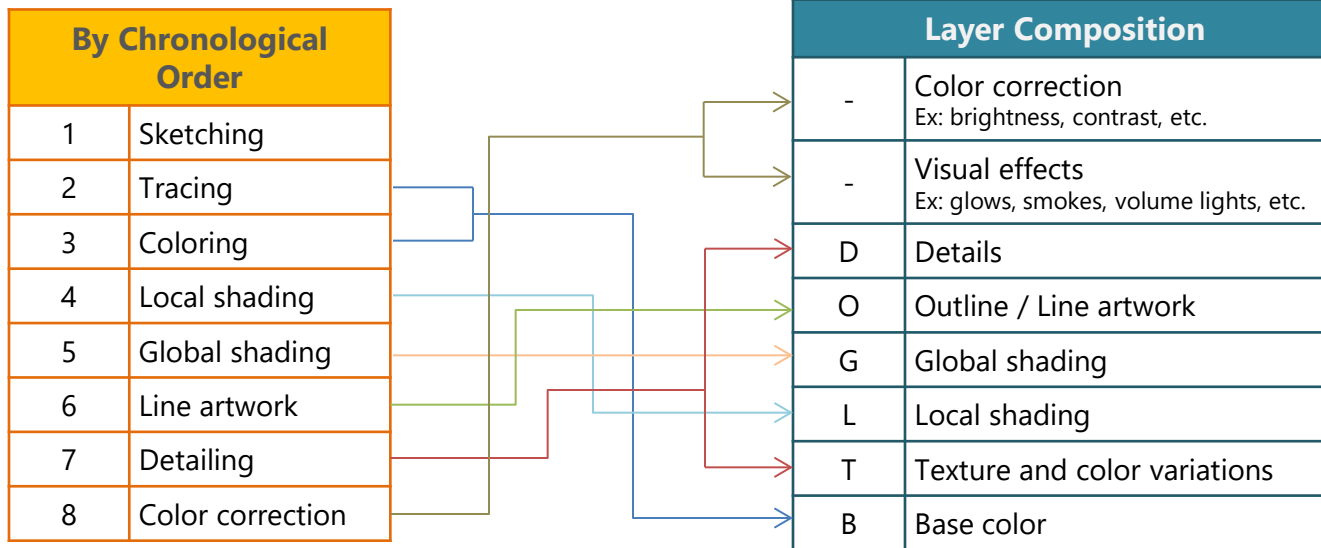 By Chronological
Order
1 Sketching
2 Tracing
3 Coloring
4 Local shading
5 Global shading
6 Line artwork
7 Detailing
8 Color correction
Layer Composition
- Color correction
Ex: brightness, contrast, etc.
- Visual effects
Ex: glows, smokes, volume lights, etc.
D Details
O Outline / Line artwork
G Global shading
L Local shading
T Texture and color variations
B Base color